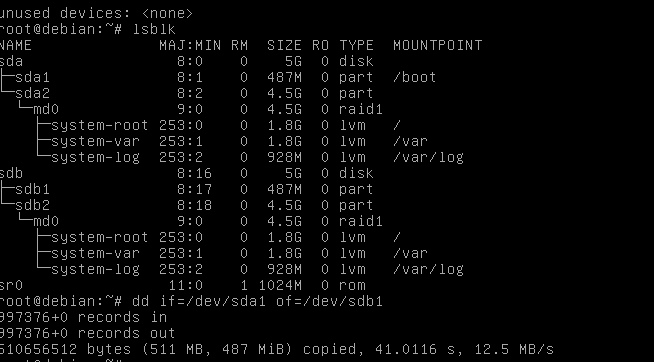 unused devices: <none>
root@debian:~# lsblk
NAME MAJ:MIN RM SIZE RO TYPE MOUNTPOINT
sda 8:0 0 5G 0 disk
├─sda1 8:1 0 487M 0 part /boot
└─sda2 8:2 0 4.5G 0 part
└─md0 9:0 0 4.5G 0 raid1
├─system-root 253:0 0 1.8G 0 lvm /
├─system-var 253:1 0 1.8G 0 lvm /var
└─system-log 253:2 0 928M 0 lvm /var/log
sdb 8:16 0 5G 0 disk
├─sdb1 8:17 0 487M 0 part
└─sdb2 8:18 0 4.5G 0 part
└─md0 9:0 0 4.5G 0 raid1
├─system-root 253:0 0 1.8G 0 lvm /
├─system-var 253:1 0 1.8G 0 lvm /var
└─system-log 253:2 0 928M 0 lvm /var/log
sr0 11:0 1 1024M 0 rom
root@debian:~# dd if=/dev/sda1 of=/dev/sdb1
997376+0 records in
997376+0 records out
510656512 bytes (511 MB, 487 MiB) copied, 41.0116 s, 12.5 MB/s
root@debian:~#